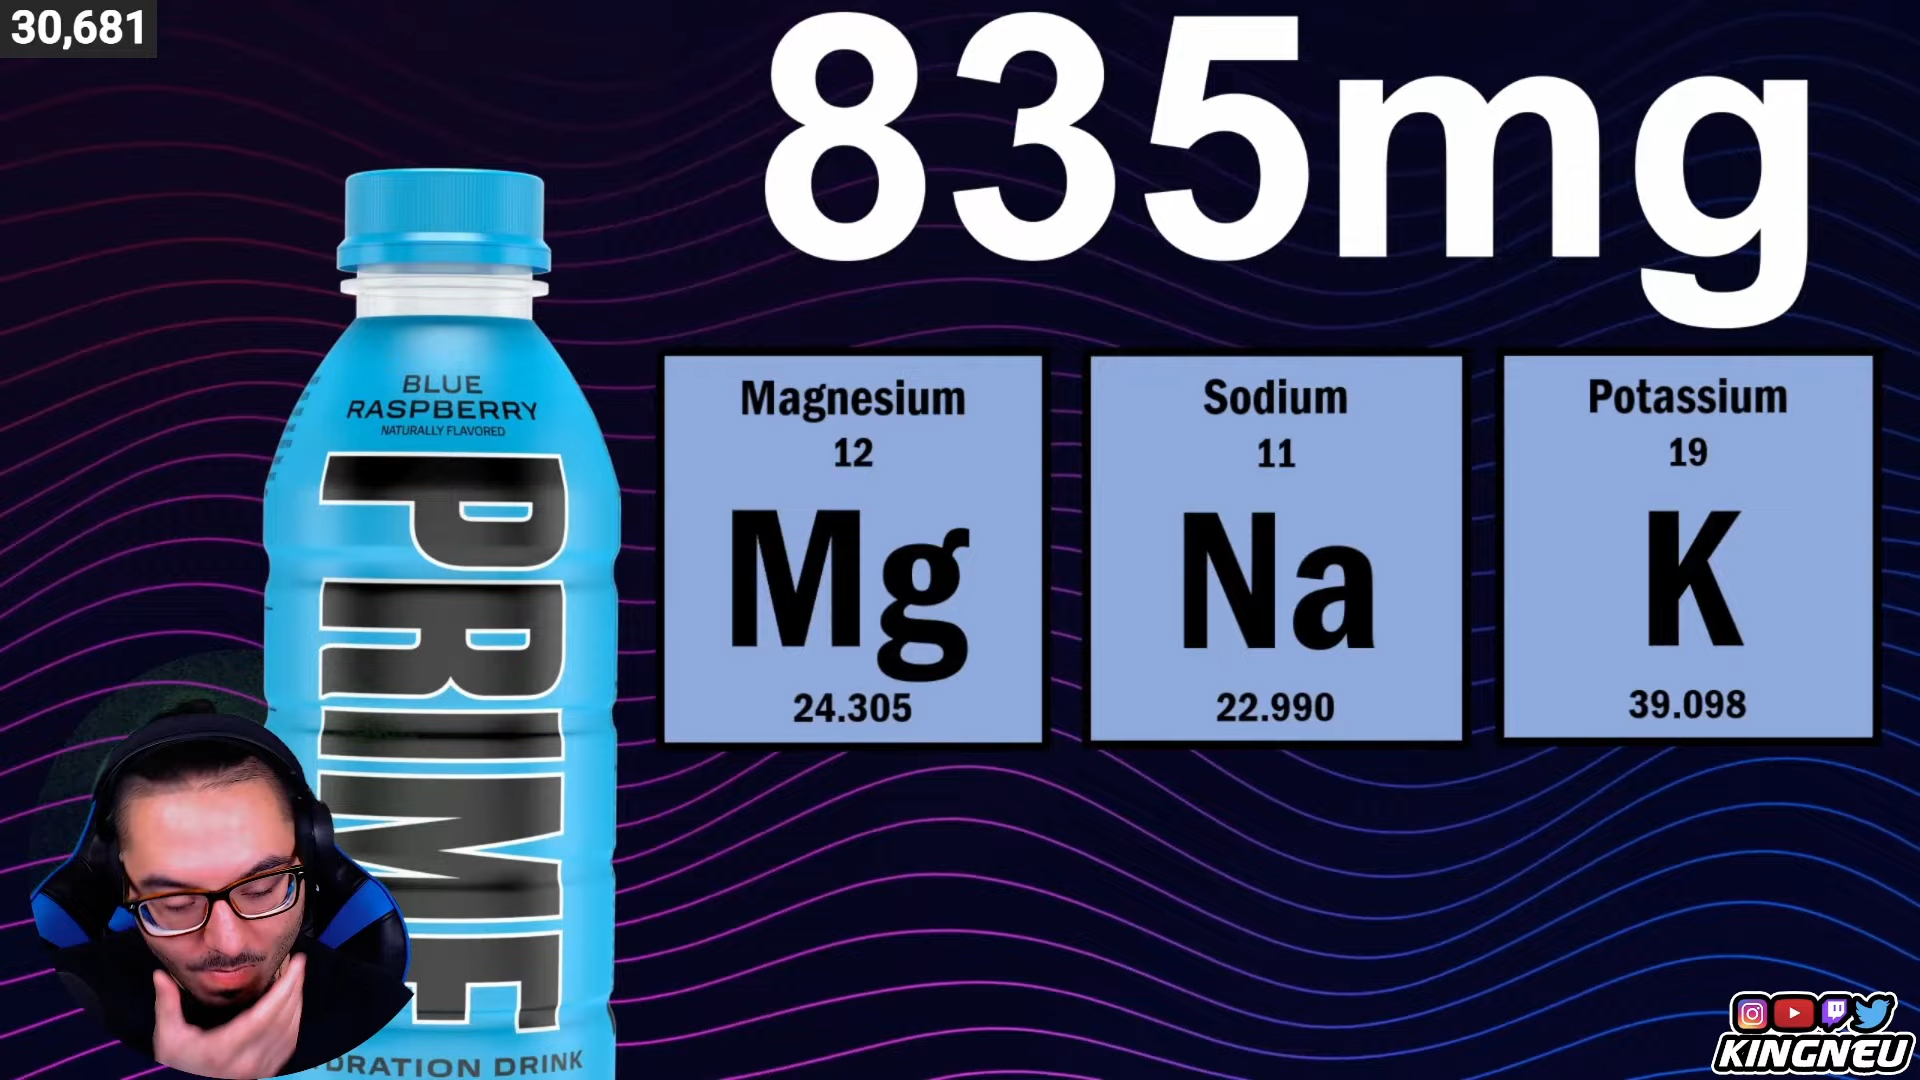 30,681
835mg
BLUE
RASPBERRY
NATURALLY FLAVORED
PRIME
DRATION DRINK
Magnesium
12
Mg
24.305
Sodium
11
Na
22.990
Potassium
19
K
39.098
KINGNEU